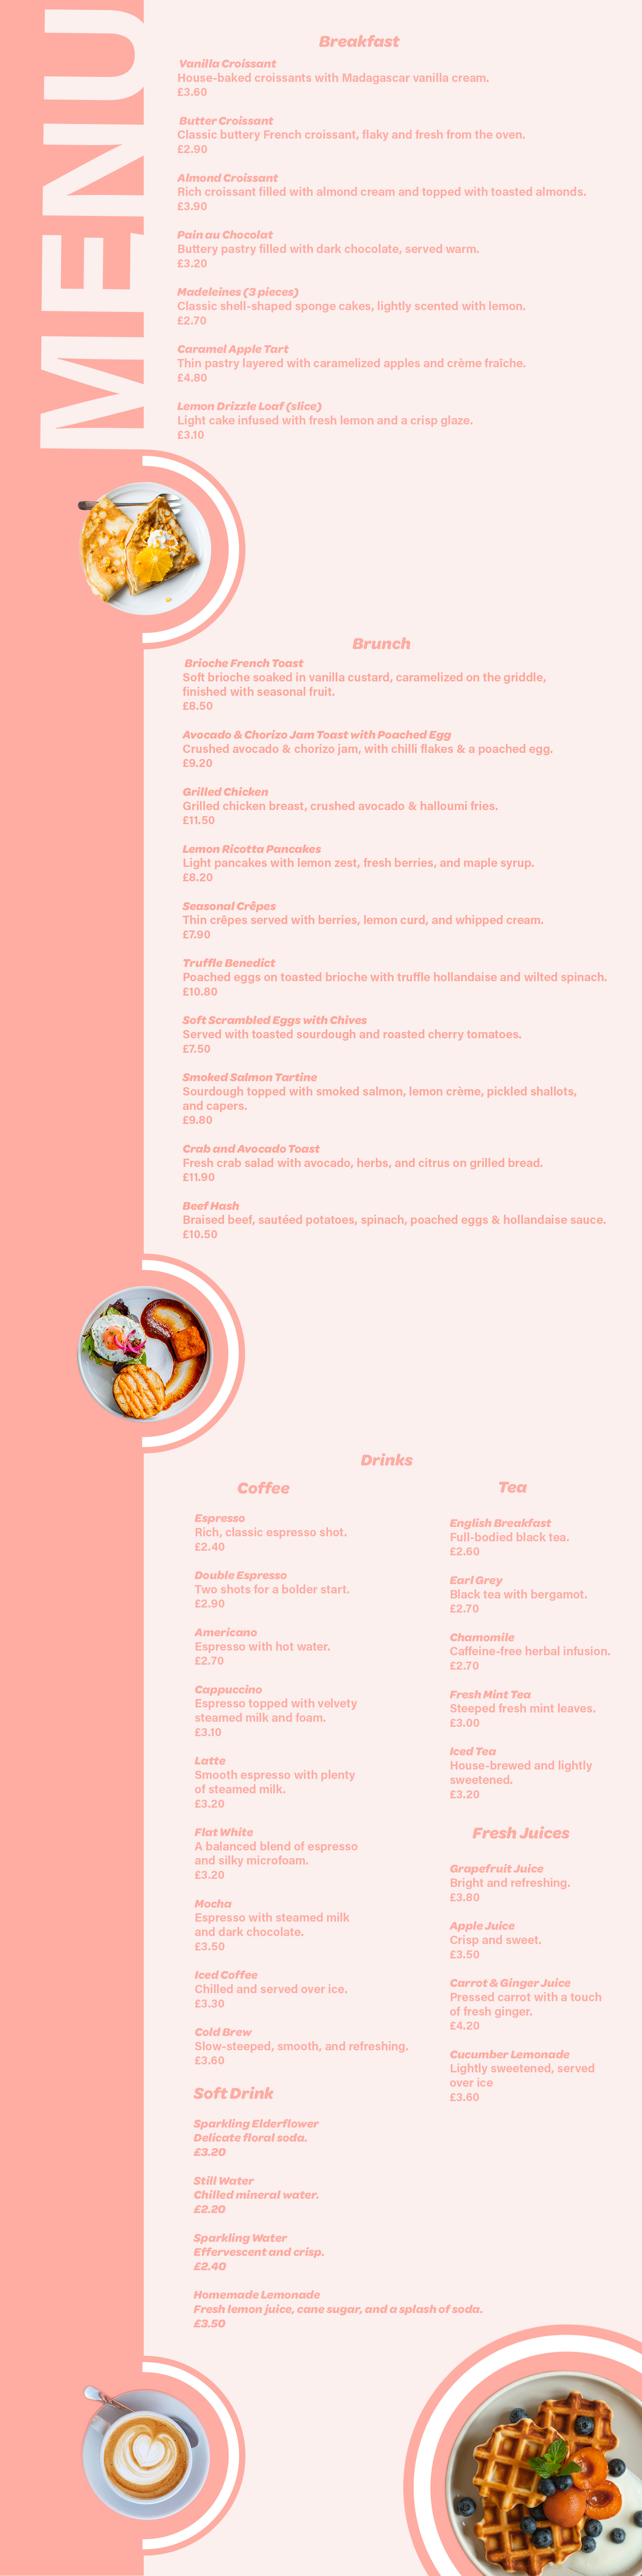 MENU
Breakfast
Vanilla Croissant
House-baked croissants with Madagascar vanilla cream.
£3.60
Butter Croissant
Classic buttery French croissant, flaky and fresh from the oven.
£2.90
Almond Croissant
Rich croissant filled with almond cream and topped with toasted almonds.
£3.90
Pain au Chocolat
Buttery pastry filled with dark chocolate, served warm.
£3.20
Madeleines (3 pieces)
Classic shell-shaped sponge cakes, lightly scented with lemon.
£2.70
Caramel Apple Tart
Thin pastry layered with caramelized apples and crème fraîche.
£4.80
Lemon Drizzle Loaf (slice)
Light cake infused with fresh lemon and a crisp glaze.
£3.10
Brunch
Brioche French Toast
Soft brioche soaked in vanilla custard, caramelized on the griddle,
finished with seasonal fruit.
£8.50
Avocado & Chorizo Jam Toast with Poached Egg
Crushed avocado & chorizo jam, with chilli flakes & a poached egg.
£9.20
Grilled Chicken
Grilled chicken breast, crushed avocado & halloumi fries.
£11.50
Lemon Ricotta Pancakes
Light pancakes with lemon zest, fresh berries, and maple syrup.
£8.20
Seasonal Crêpes
Thin crêpes served with berries, lemon curd, and whipped cream.
£7.90
Truffle Benedict
Poached eggs on toasted brioche with truffle hollandaise and wilted spinach.
£10.80
Soft Scrambled Eggs with Chives
Served with toasted sourdough and roasted cherry tomatoes.
£7.50
Smoked Salmon Tartine
Sourdough topped with smoked salmon, lemon crème, pickled shallots,
and capers.
£9.80
Crab and Avocado Toast
Fresh crab salad with avocado, herbs, and citrus on grilled bread.
£11.90
Beef Hash
Braised beef, sautéed potatoes, spinach, poached eggs & hollandaise sauce.
£10.50
Drinks
Coffee
Espresso
Rich, classic espresso shot.
£2.40
Double Espresso
Two shots for a bolder start.
£2.90
Americano
Espresso with hot water.
£2.70
Cappuccino
Espresso topped with velvety
steamed milk and foam.
£3.10
Latte
Smooth espresso with plenty
of steamed milk.
£3.20
Flat White
A balanced blend of espresso
and silky microfoam.
£3.20
Mocha
Espresso with steamed milk
and dark chocolate.
£3.50
Iced Coffee
Chilled and served over ice.
£3.30
Cold Brew
Slow-steeped, smooth, and refreshing.
£3.60
Soft Drink
Sparkling Elderflower
Delicate floral soda.
£3.20
Still Water
Chilled mineral water.
£2.20
Sparkling Water
Effervescent and crisp.
£2.40
Homemade Lemonade
Fresh lemon juice, cane sugar, and a splash of soda.
£3.50
Tea
English Breakfast
Full-bodied black tea.
£2.60
Earl Grey
Black tea with bergamot.
£2.70
Chamomile
Caffeine-free herbal infusion.
£2.70
Fresh Mint Tea
Steeped fresh mint leaves.
£3.00
Iced Tea
House-brewed and lightly
sweetened.
£3.20
Fresh Juices
Grapefruit Juice
Bright and refreshing.
£3.80
Apple Juice
Crisp and sweet.
£3.50
Carrot & Ginger Juice
Pressed carrot with a touch
of fresh ginger.
£4.20
Cucumber Lemonade
Lightly sweetened, served
over ice
£3.60